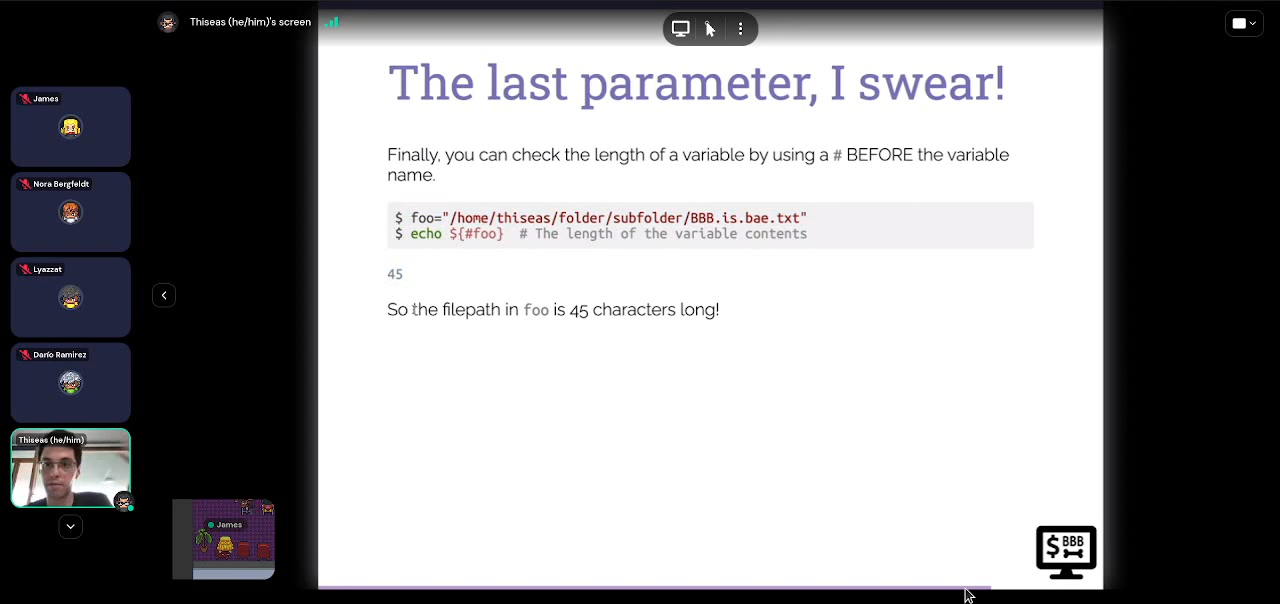 Thiseas (he/him)'s screen
The last parameter, I swear!
James
Finally, you can check the length of a variable by using a # BEFORE the variable
name.
Nora Bergfeldt
$ foo="/home/thiseas/folder/subfolder/BBB.is.bae.txt"
$ echo ${#foo}  # The length of the variable contents
Lyazzat
45
So the filepath in foo is 45 characters long!
Darío Ramirez
Thiseas (he/him)
James
$ BBB